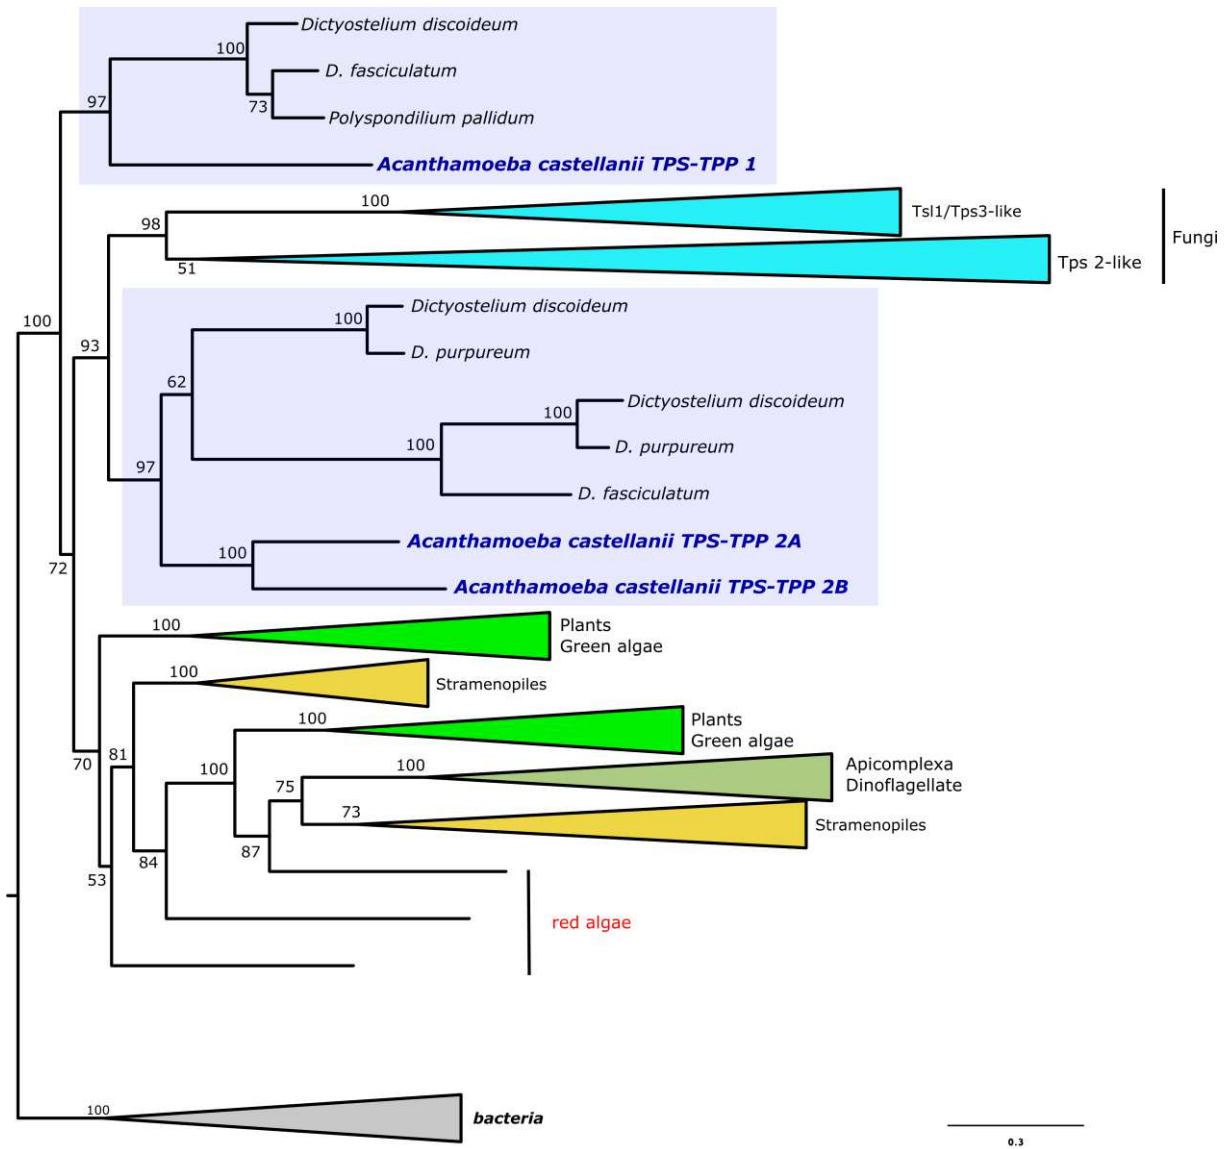 Dictyostelium discoideum
100
D. fasciculatum
73
97
Polyspondilium pallidum
Acanthamoeba castellanii TPS-TPP 1
100
Tsl1/Tps3-like
98
Fungi
51
Tps 2-like
Dictyostelium discoideum
100
100
93
D. purpureum
62
Dictyostelium discoideum
100
100
D. purpureum
97
D. fasciculatum
Acanthamoeba castellanii TPS-TPP 2A
100
72
Acanthamoeba castellanii TPS-TPP 2B
100
Plants
Green algae
100
Stramenopiles
100
Plants
Green algae
70
81
100
100
Apicomplexa
Dinoflagellate
75
73
Stramenopiles
84
87
53
red algae
100
bacteria
0.3